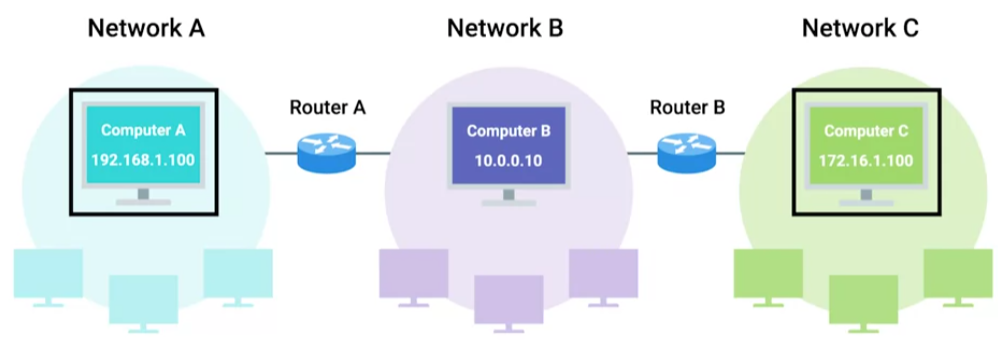 Network A
Network B
Network C
Router A
Router B
Computer A
192.168.1.100
Computer B
10.0.0.10
Computer C
172.16.1.100